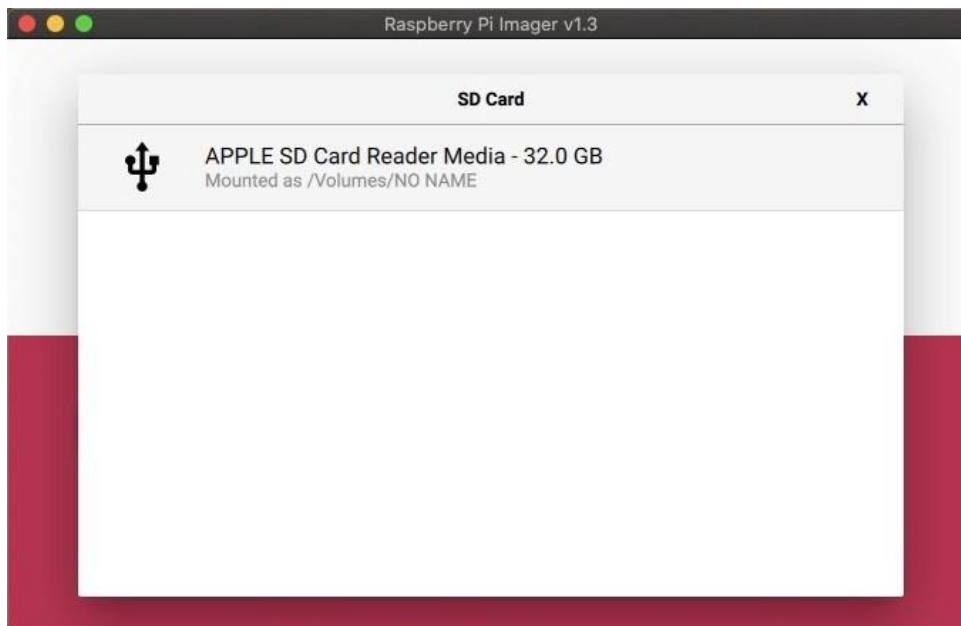 Raspberry Pi Imager v1.3
SD Card X
APPLE SD Card Reader Media - 32.0 GB
Mounted as /Volumes/NO NAME